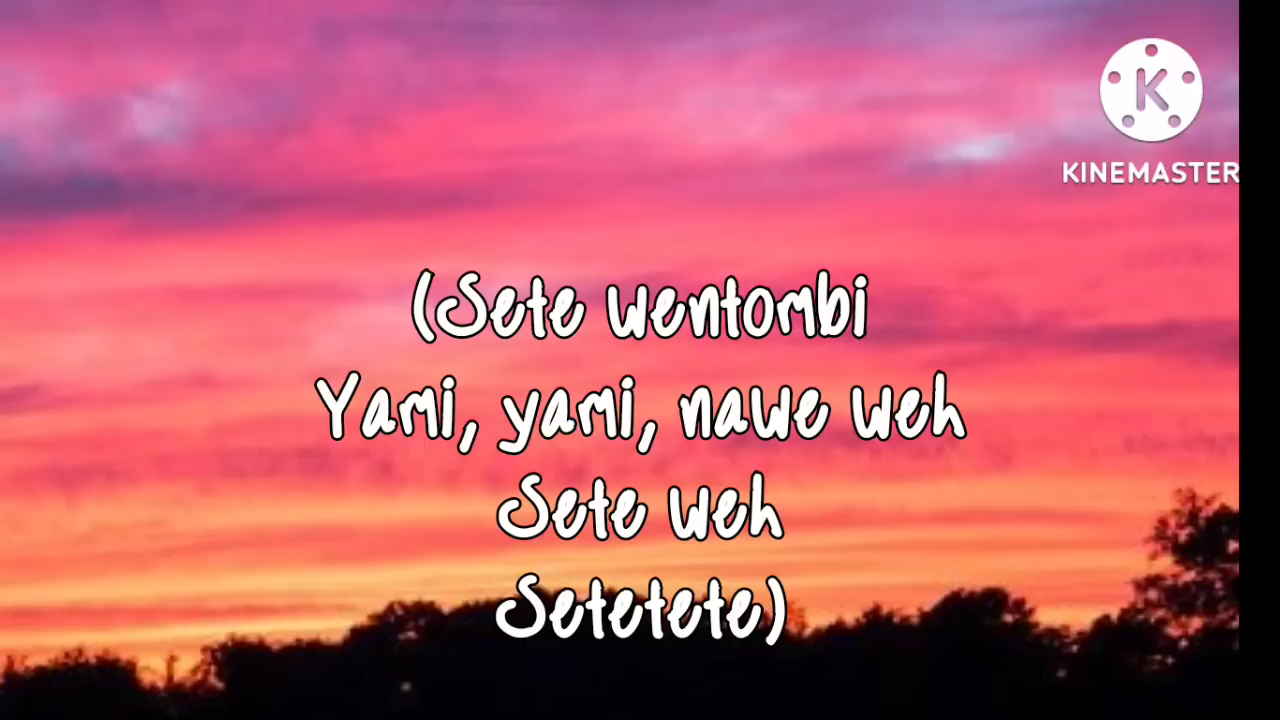 K
KINEMASTER
(Sete wentombi
Yami, yami, nawe weh
Sete weh
Setetete)